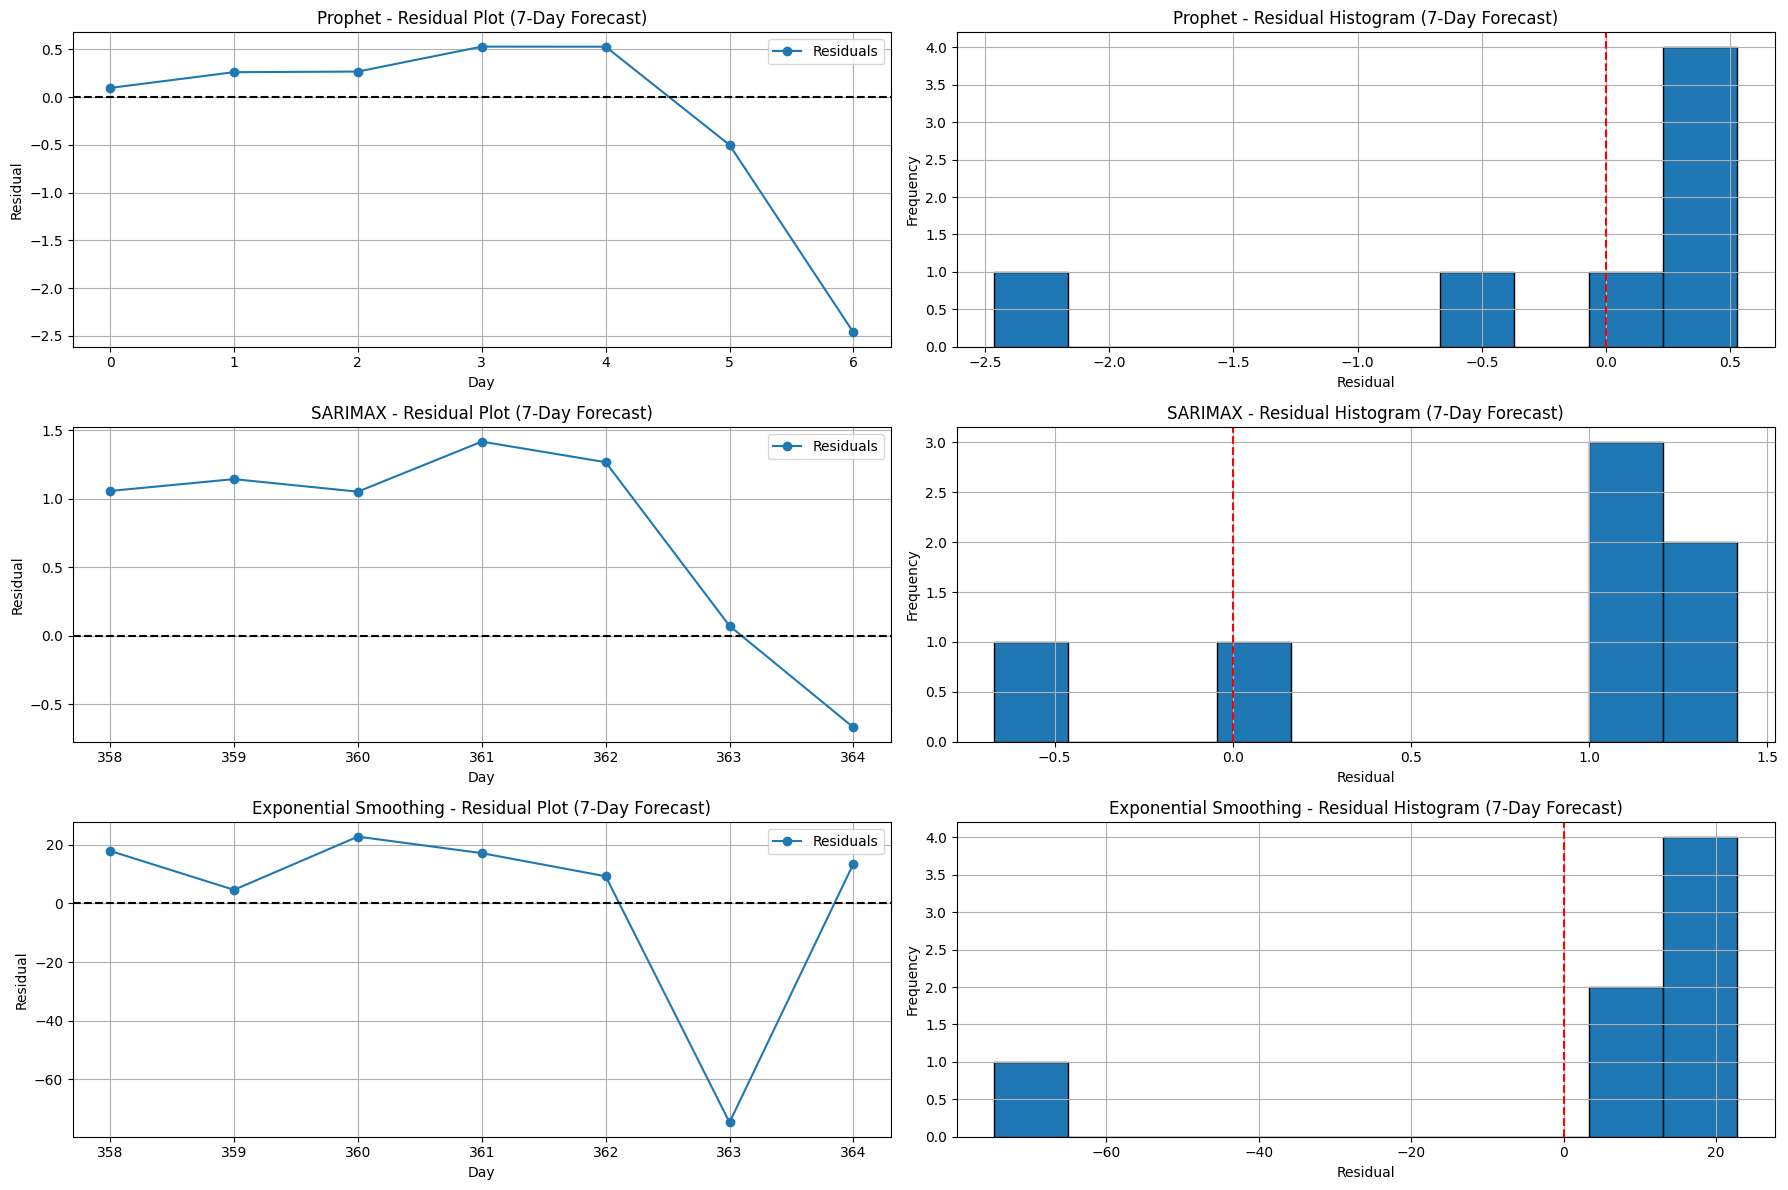 Prophet - Residual Plot (7-Day Forecast)
Residuals
0.5
0.0
−0.5
−1.0
−1.5
−2.0
−2.5
Residual
0 1 2 3 4 5 6
Day
Prophet - Residual Histogram (7-Day Forecast)
4.0
3.5
3.0
2.5
2.0
1.5
1.0
0.5
0.0
Frequency
−2.5 −2.0 −1.5 −1.0 −0.5 0.0 0.5
Residual
SARIMAX - Residual Plot (7-Day Forecast)
Residuals
1.5
1.0
0.5
0.0
−0.5
Residual
358 359 360 361 362 363 364
Day
SARIMAX - Residual Histogram (7-Day Forecast)
3.0
2.5
2.0
1.5
1.0
0.5
0.0
Frequency
−0.5 0.0 0.5 1.0 1.5
Residual
Exponential Smoothing - Residual Plot (7-Day Forecast)
Residuals
20
0
−20
−40
−60
Residual
358 359 360 361 362 363 364
Day
Exponential Smoothing - Residual Histogram (7-Day Forecast)
4.0
3.5
3.0
2.5
2.0
1.5
1.0
0.5
0.0
Frequency
−60 −40 −20 0 20
Residual